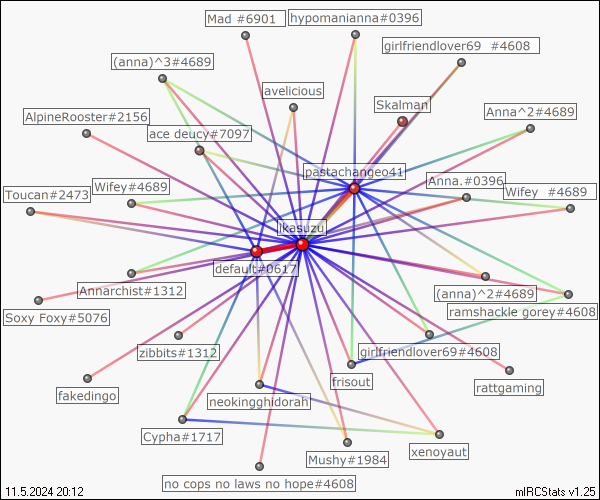 Mad #6901
hypomanianna#0396
girlfriendlover69 #4608
(anna)^3#4689
avelicious
Skalman
Anna^2#4689
AlpineRooster#2156
ace deucy#7097
pastachangeo41
Toucan#2473
Wifey#4689
Anna.#0396
Wifey #4689
Ikasuzu
default#0617
Annarchist#1312
(anna)^2#4689
Soxy Foxy#5076
ramshackle gorey#4608
zibbits#1312
girlfriendlover69#4608
fakedingo
frisout
rattgaming
neokingghidorah
Cypha#1717
Mushy#1984
xenoyaut
no cops no laws no hope#4608
11.5.2024 20:12
mIRCStats v1.25